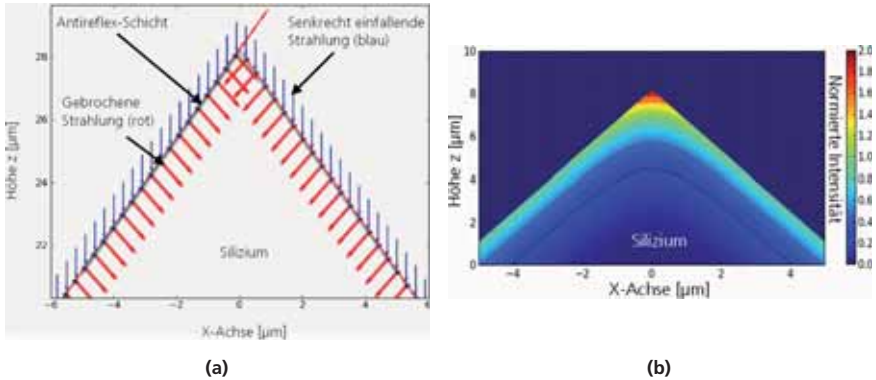 Antireflex-Schicht
Senkrecht einfallende
Strahlung (blau)
Gebrochene
Strahlung (rot)
Silizium
Höhe z [µm]
28
26
24
22
−6
−4
−2
0
2
4
6
X-Achse [µm]
(a)
Höhe z [µm]
10
8
6
4
2
0
Silizium
−4
−2
0
2
4
X-Achse [µm]
2.0
1.8
1.6
1.4
1.2
1.0
0.8
0.6
0.4
0.2
0.0
Normierte Intensität
(b)